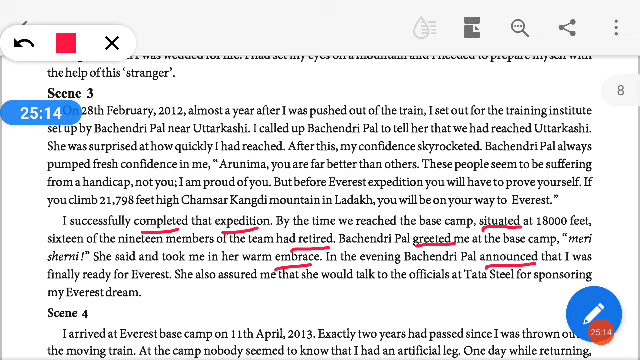 the help of this ‘stranger’.
8
Scene 3
25:14
On 28th February, 2012, almost a year after I was pushed out of the train, I set out for the training institute
set up by Bachendri Pal near Uttarkashi. I called up Bachendri Pal to tell her that we had reached Uttarkashi.
She was surprised at how quickly I had reached. After this, my confidence skyrocketed. Bachendri Pal always
pumped fresh confidence in me, “Arunima, you are far better than others. These people seem to be suffering
from a handicap, not you; I am proud of you. But before Everest expedition you will have to prove yourself. If
you climb 21,798 feet high Chamsar Kangdi mountain in Ladakh, you will be on your way to Everest.”
I successfully completed that expedition. By the time we reached the base camp, situated at 18000 feet,
sixteen of the nineteen members of the team had retired. Bachendri Pal greeted me at the base camp, “meri
sherni!” She said and took me in her warm embrace. In the evening Bachendri Pal announced that I was
finally ready for Everest. She also assured me that she would talk to the officials at Tata Steel for sponsoring
my Everest dream.
25:14
Scene 4
I arrived at Everest base camp on 11th April, 2013. Exactly two years had passed since I was thrown out
the moving train. At the camp nobody seemed to know that I had an artificial leg. One day while returning,